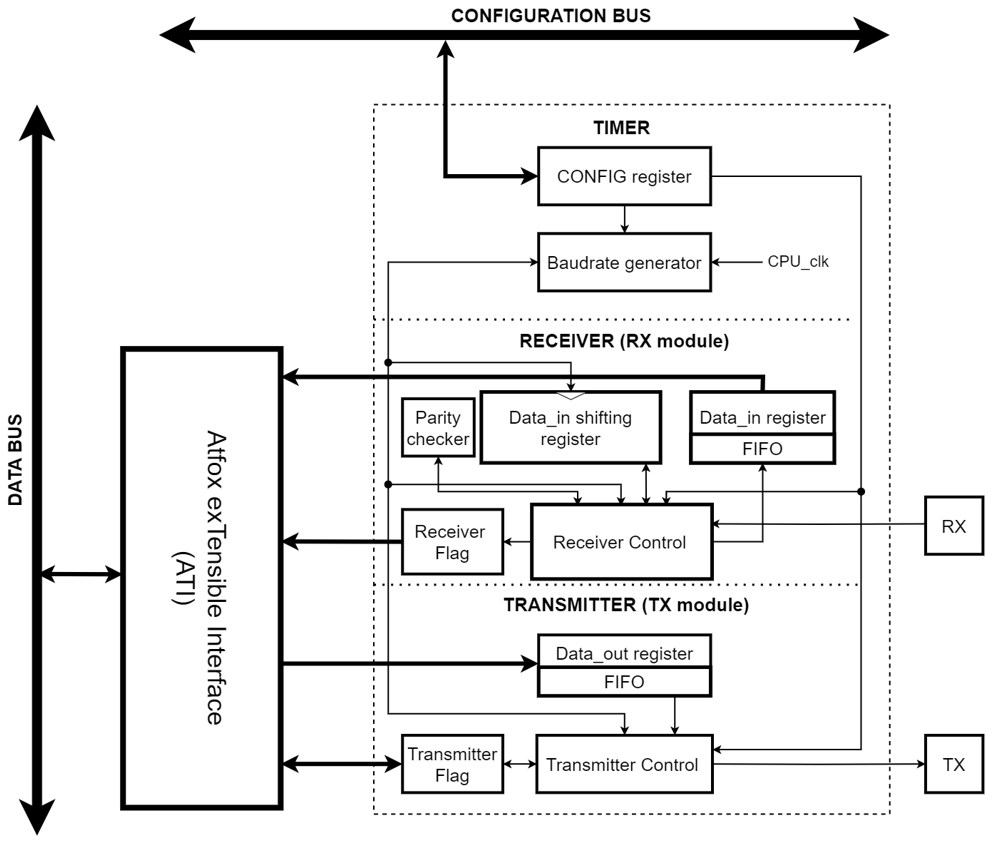 CONFIGURATION BUS
TIMER
CONFIG register
Baudrate generator
CPU_clk
RECEIVER (RX module)
Parity
checker
Data_in shifting
register
Data_in register
FIFO
DATA BUS
Atfox exTensible Interface
(ATI)
Receiver
Flag
Receiver Control
RX
TRANSMITTER (TX module)
Data_out register
FIFO
Transmitter
Flag
Transmitter Control
TX